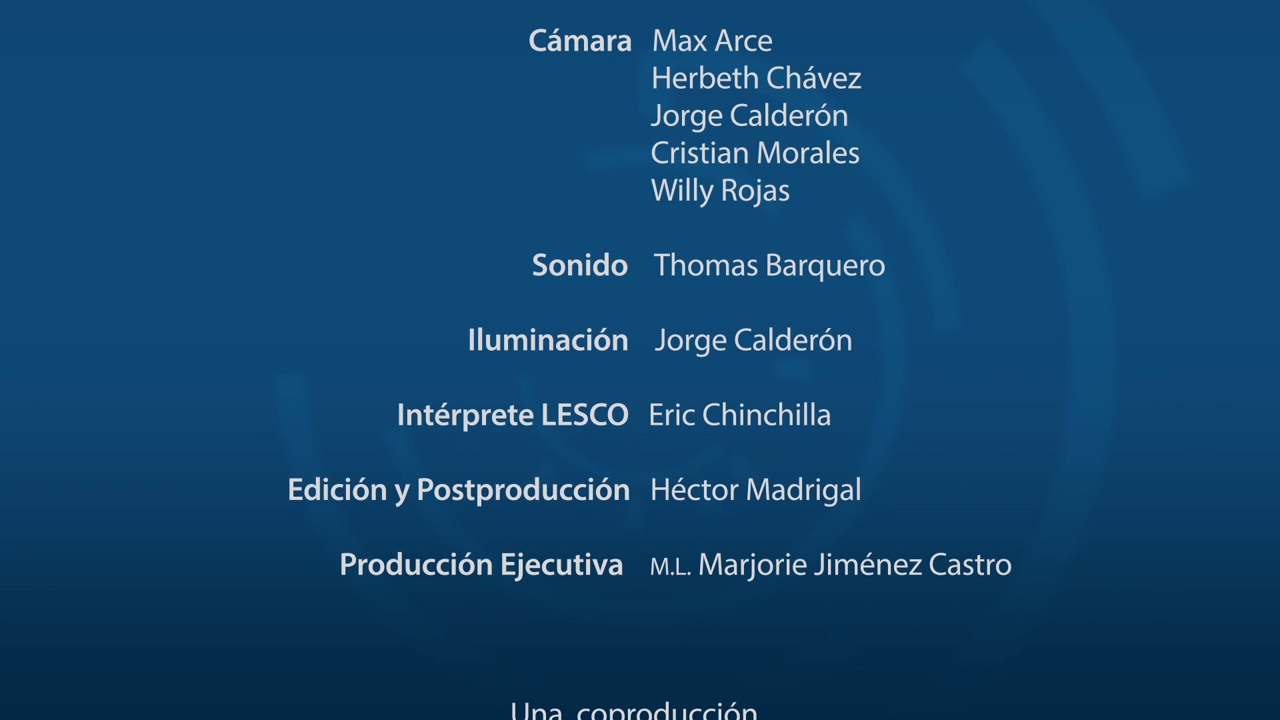 Cámara Max Arce
Herbeth Chávez
Jorge Calderón
Cristian Morales
Willy Rojas
Sonido Thomas Barquero
Iluminación Jorge Calderón
Intérprete LESCO Eric Chinchilla
Edición y Postproducción Héctor Madrigal
Producción Ejecutiva M.L. Marjorie Jiménez Castro
Una coproducción